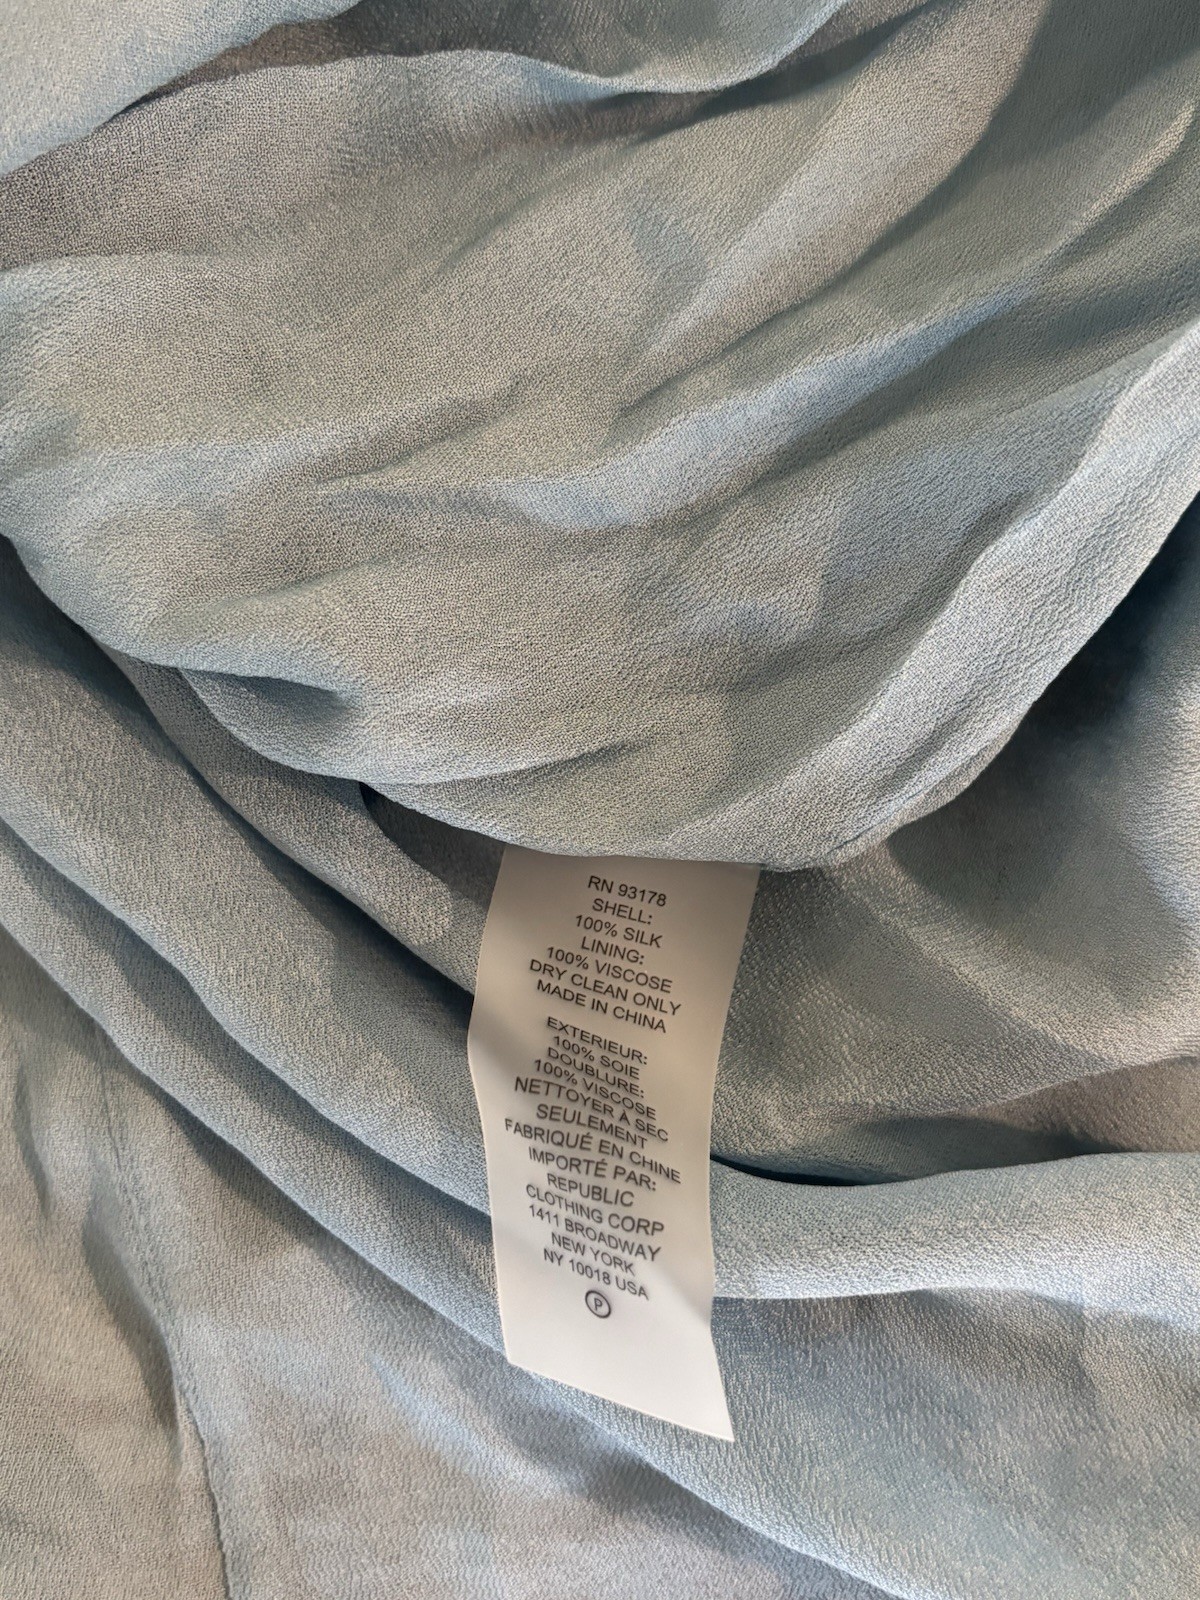 RN 93178
SHELL:
100% SILK
LINING:
100% VISCOSE
DRY CLEAN ONLY
MADE IN CHINA
EXTERIEUR:
100% SOIE
DOUBLURE:
100% VISCOSE
NETTOYER À SEC
SEULEMENT
FABRIQUÉ EN CHINE
IMPORTÉ PAR:
REPUBLIC
CLOTHING CORP
1411 BROADWAY
NEW YORK
NY 10018 USA
P